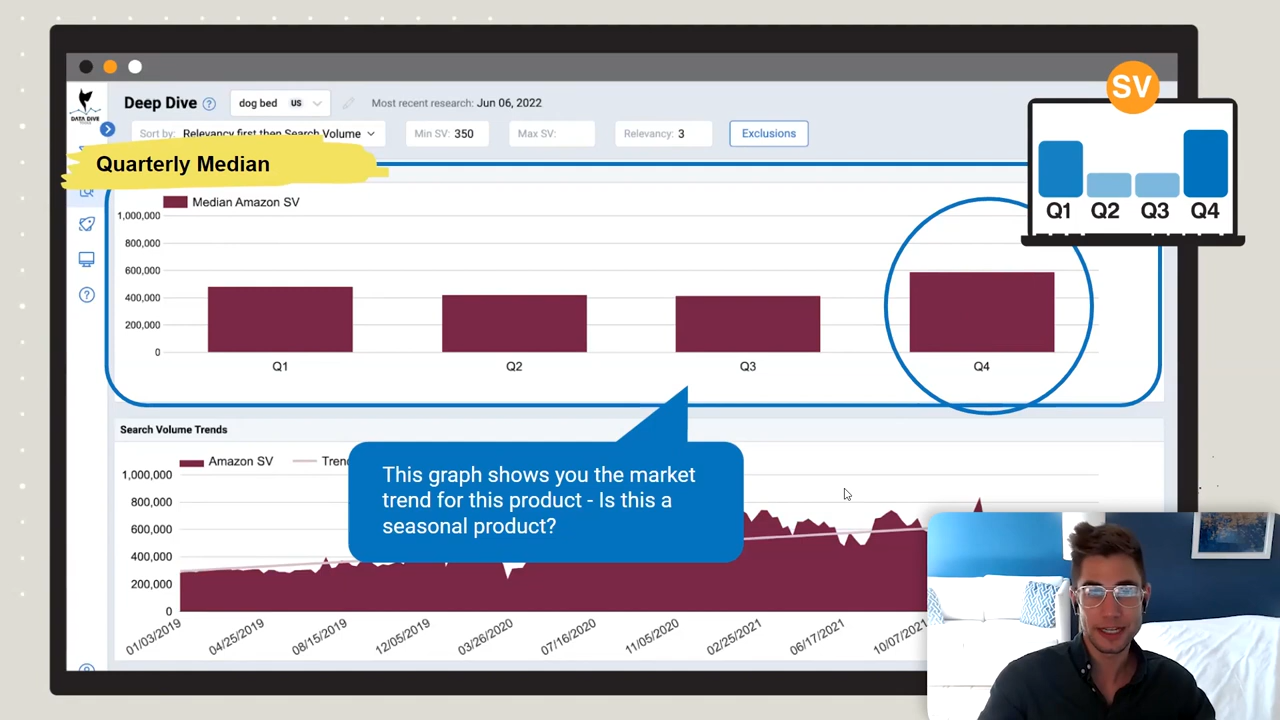 SV
Deep Dive ? dog bed US Most recent research: Jun 06, 2022
DATA DIVE
Sort by: Relevancy first then Search Volume Min SV: 350 Max SV: Relevancy: 3 Exclusions
Quarterly Median
Q1 Q2 Q3 Q4
Median Amazon SV
1,000,000
800,000
600,000
400,000
200,000
0
Q1 Q2 Q3 Q4
Search Volume Trends
Amazon SV Tren
1,000,000
800,000
600,000
400,000
200,000
0
This graph shows you the market
trend for this product - Is this a
seasonal product?
01/03/2019 04/25/2019 08/15/2019 12/05/2019 03/26/2020 07/16/2020 11/05/2020 02/25/2021 06/17/2021 10/07/2021